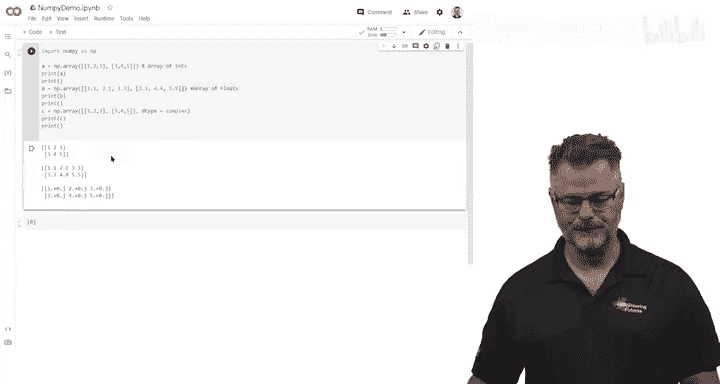 NumpyDemo.ipynb
File Edit View Insert Runtime Tools Help
Comment Share
+ Code + Text
RAM
Disk
Editing
import numpy as np
a = np.array([[1,2,3], [3,4,5]]) # Array of Ints
print(a)
print()
b = np.array([[1.1, 2.2, 3.3], [3.3, 4.4, 5.5]]) #Array of Floats
print(b)
print()
c = np.array([[1,2,3], [3,4,5]], dtype = complex)
print(c)
print()
[[1 2 3]
[3 4 5]]
[[1.1 2.2 3.3]
[3.3 4.4 5.5]]
[[1.+0.j 2.+0.j 3.+0.j]
[3.+0.j 4.+0.j 5.+0.j]]